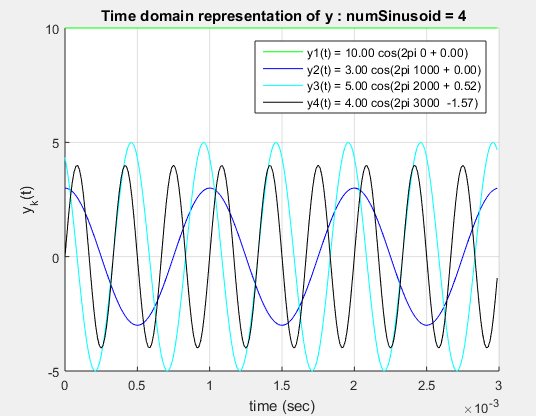 Time domain representation of y : numSinusoid = 4
10
y1(t) = 10.00 cos(2pi 0 + 0.00)
y2(t) = 3.00 cos(2pi 1000 + 0.00)
y3(t) = 5.00 cos(2pi 2000 + 0.52)
y4(t) = 4.00 cos(2pi 3000  -1.57)
5
yk(t)
0
-5
0 0.5 1 1.5 2 2.5 3
time (sec)
×10-3